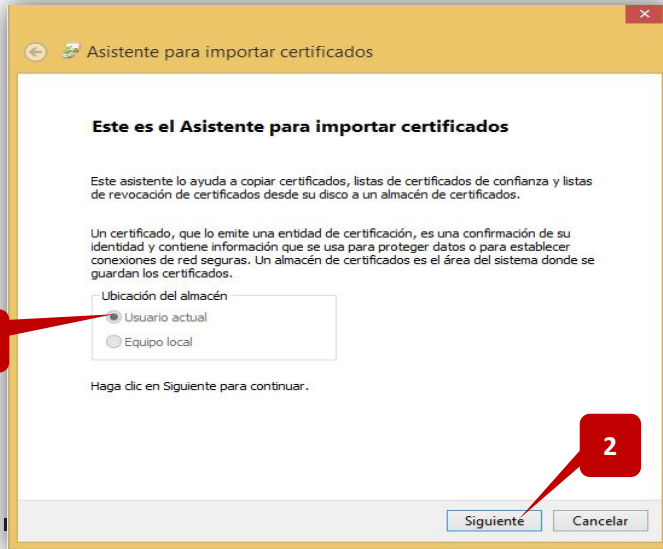 Asistente para importar certificados
Este es el Asistente para importar certificados
Este asistente lo ayuda a copiar certificados, listas de certificados de confianza y listas
de revocación de certificados desde su disco a un almacén de certificados.
Un certificado, que lo emite una entidad de certificación, es una confirmación de su
identidad y contiene información que se usa para proteger datos o para establecer
conexiones de red seguras. Un almacén de certificados es el área del sistema donde se
guardan los certificados.
Ubicación del almacén
Usuario actual
Equipo local
Haga clic en Siguiente para continuar.
2
Siguiente
Cancelar